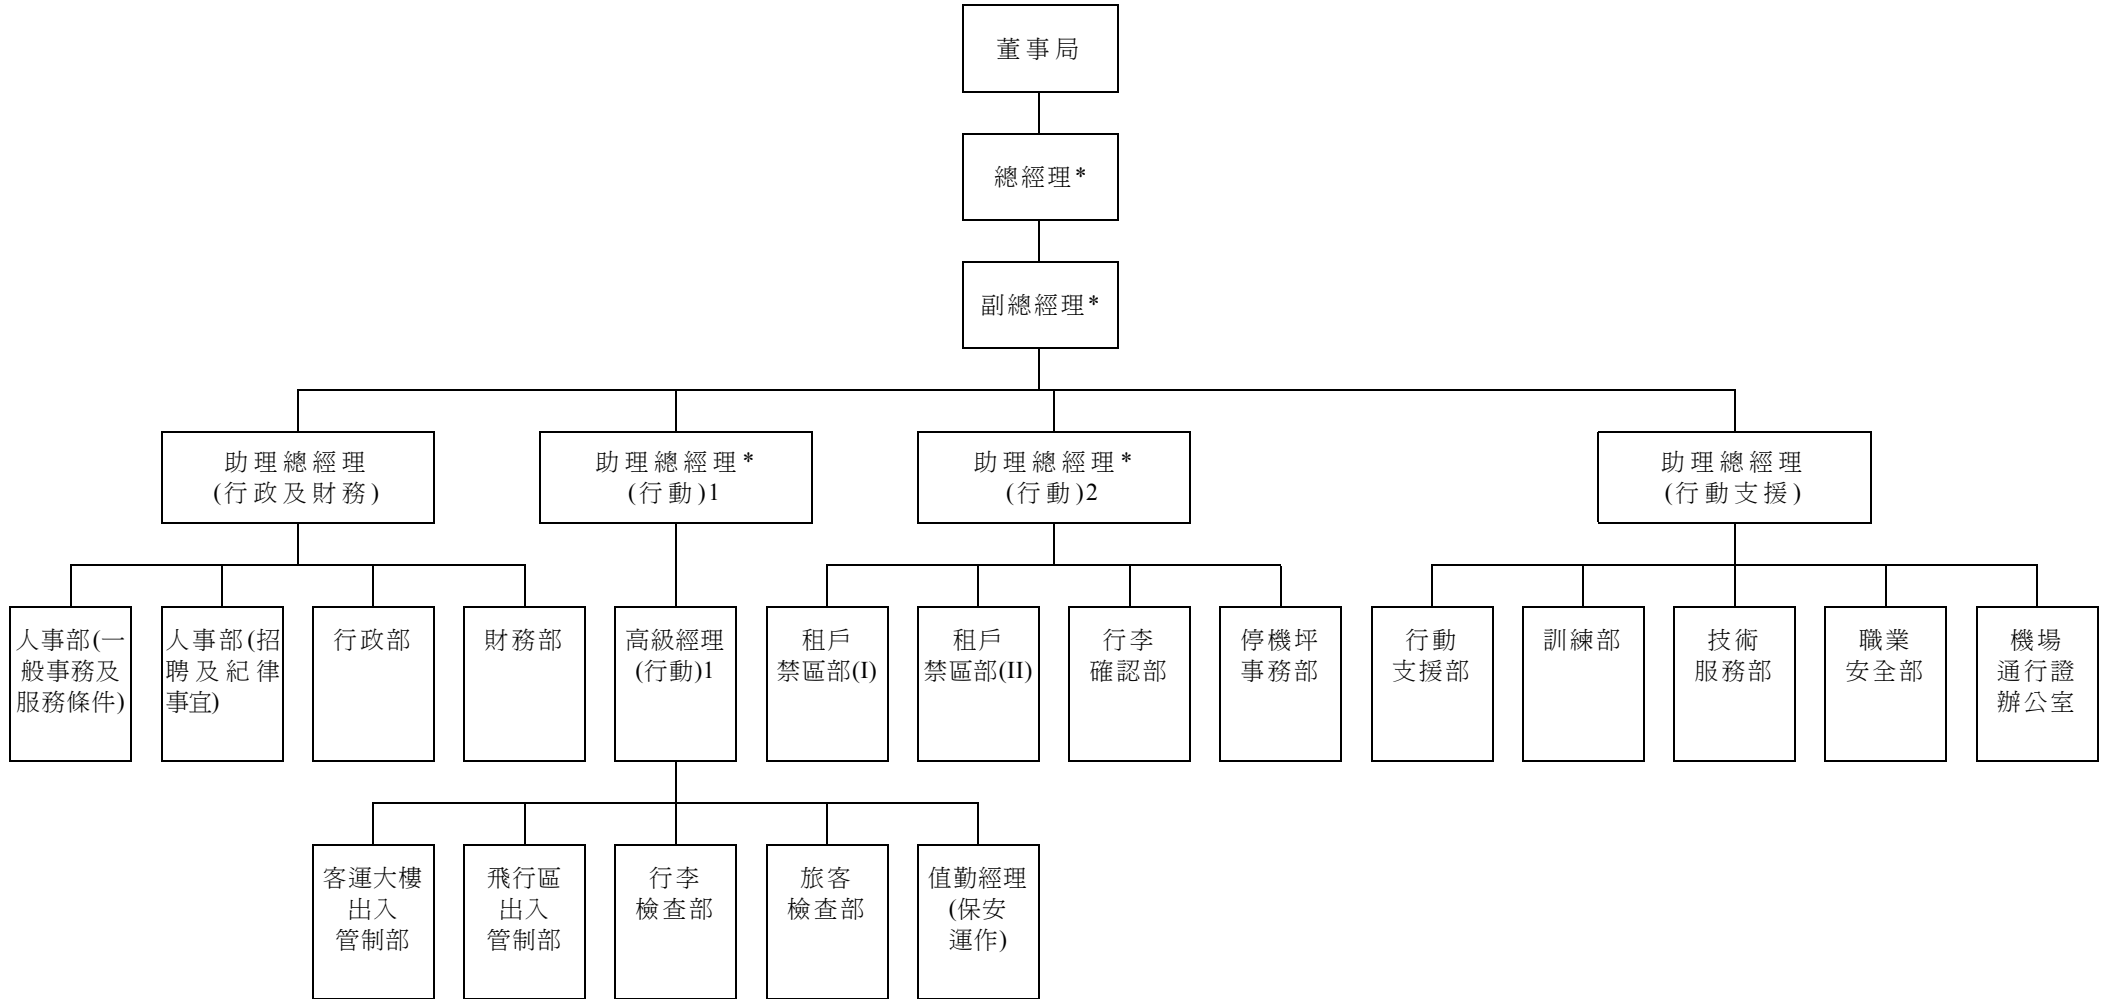 董事局
總經理*
副總經理*
助理總經理
(行政及財務)
助理總經理*
(行動)1
助理總經理*
(行動)2
助理總經理
(行動支援)
人事部(一
般事務及
服務條件)
人事部(招
聘及紀律
事宜)
行政部
財務部
高級經理
(行動)1
租戶
禁區部(I)
租戶
禁區部(II)
行李
確認部
停機坪
事務部
行動
支援部
訓練部
技術
服務部
職業
安全部
機場
通行證
辦公室
客運大樓
出入
管制部
飛行區
出入
管制部
行李
檢查部
旅客
檢查部
值勤經理
(保安
運作)